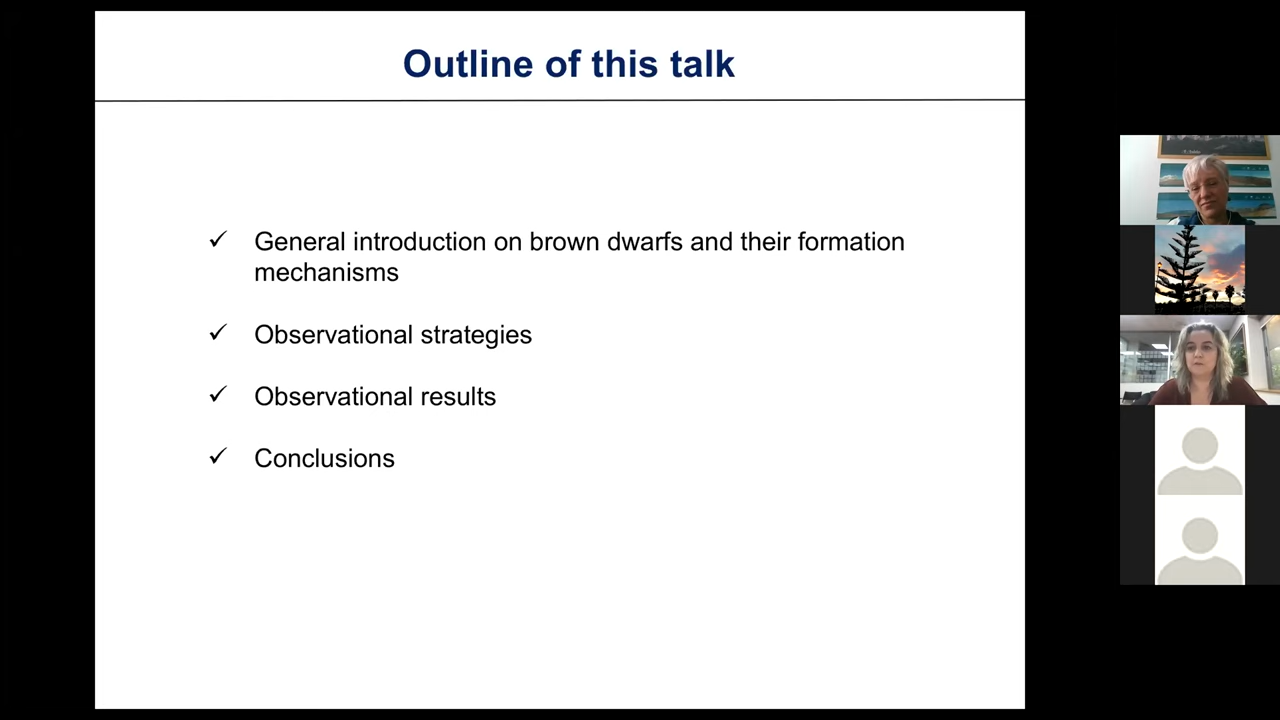 Outline of this talk
✓ General introduction on brown dwarfs and their formation
mechanisms
✓ Observational strategies
✓ Observational results
✓ Conclusions